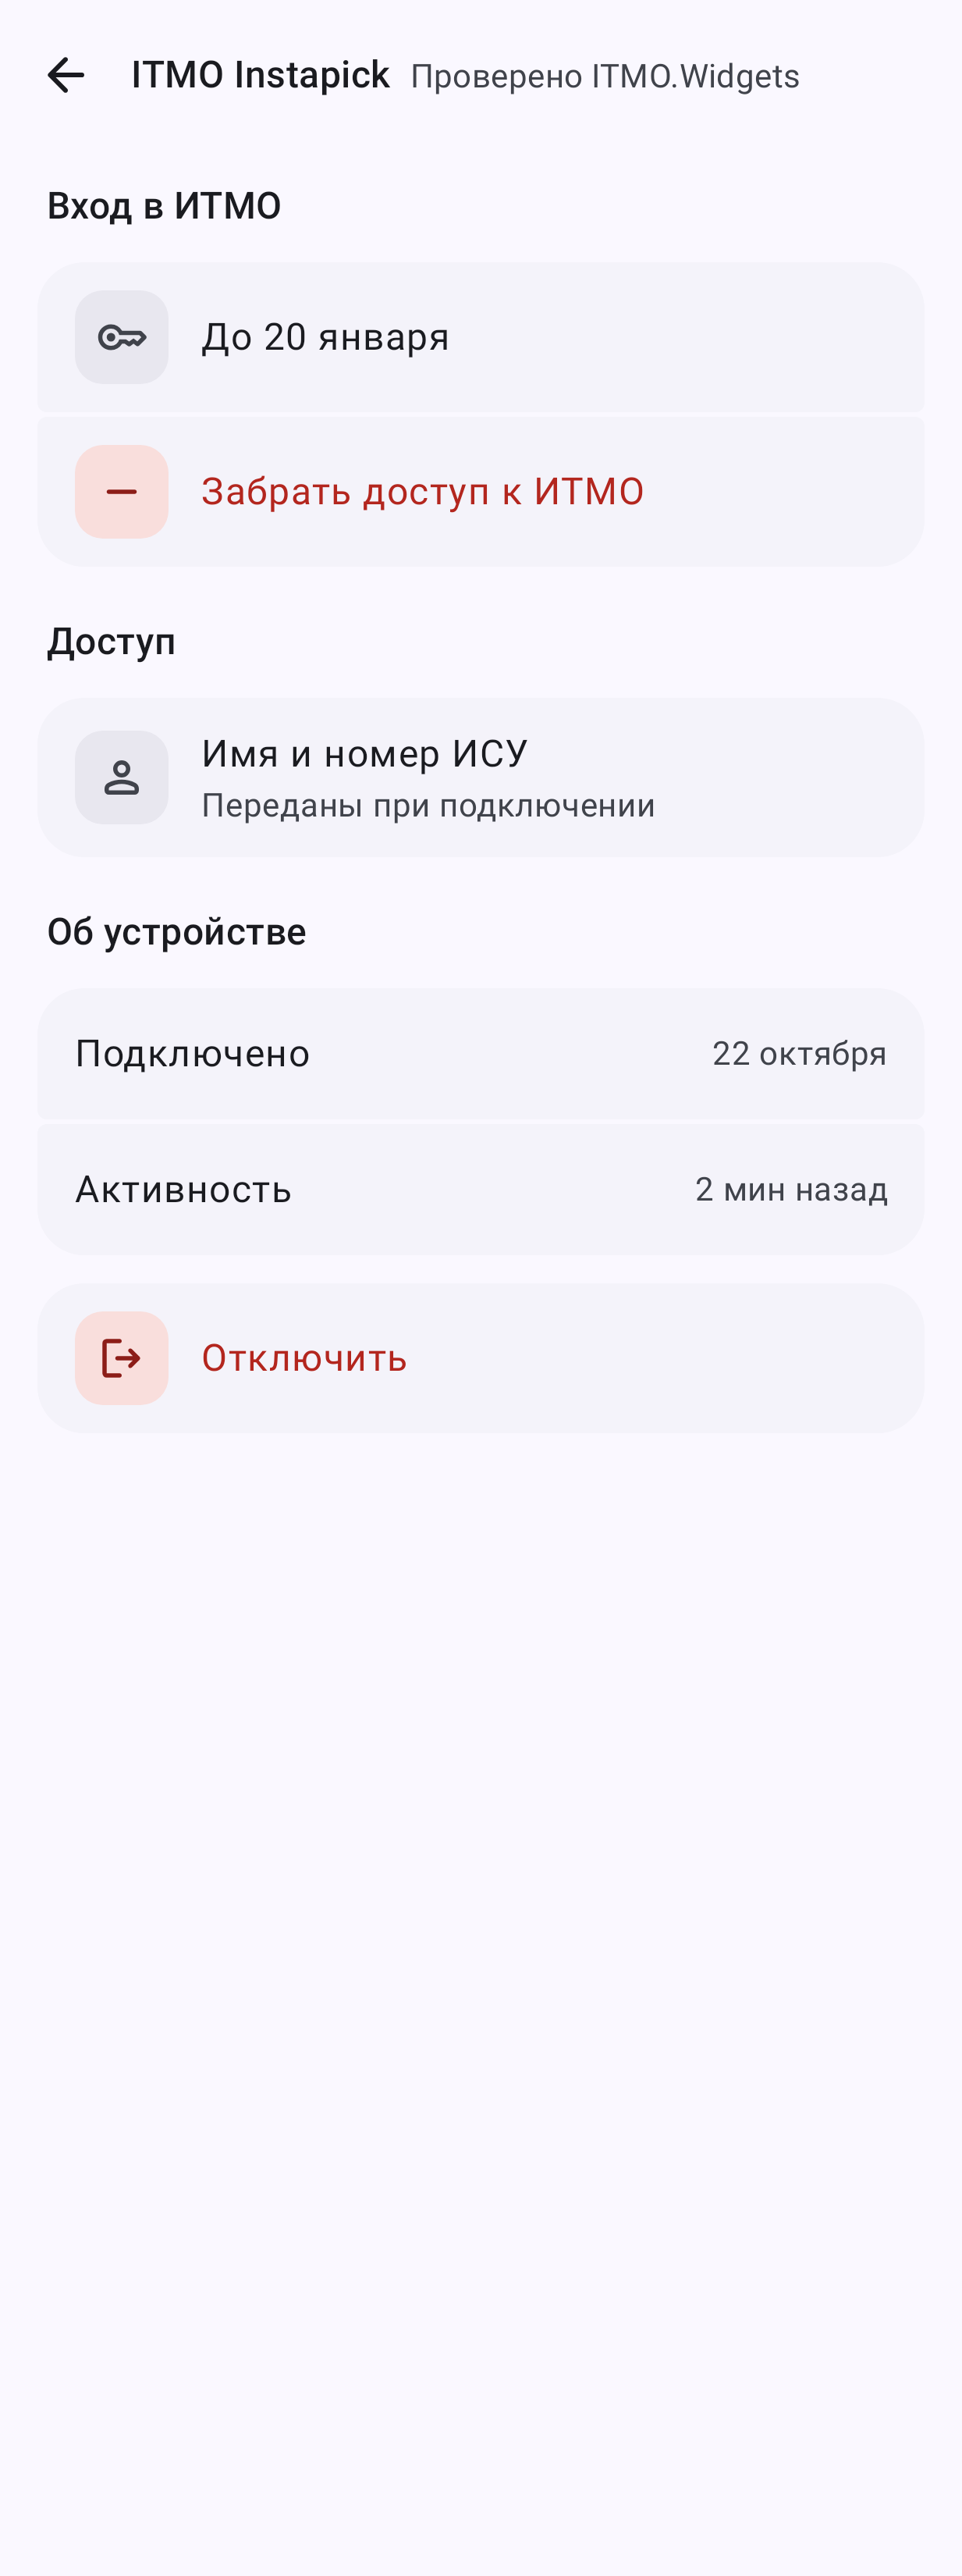 ITMO Instapick Проверено ITMO.Widgets
Вход в ИТМО
До 20 января
Забрать доступ к ИТМО
Доступ
Имя и номер ИСУ
Переданы при подключении
Об устройстве
Подключено 22 октября
Активность 2 мин назад
Отключить